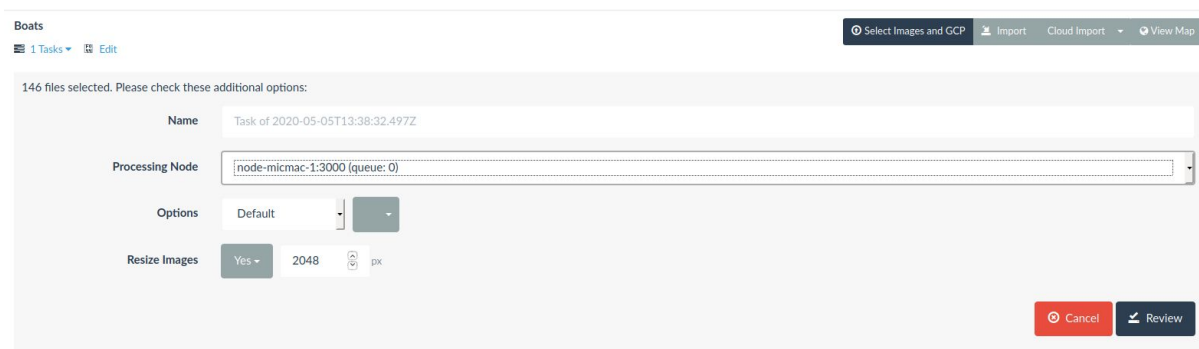 Boats
Select Images and GCP Import Cloud Import View Map
1 Tasks Edit
146 files selected. Please check these additional options:
Name Task of 2020-05-05T13:38:32.497Z
Processing Node node-micmac-1:3000 (queue: 0)
Options Default
Resize Images Yes 2048 px
Cancel Review